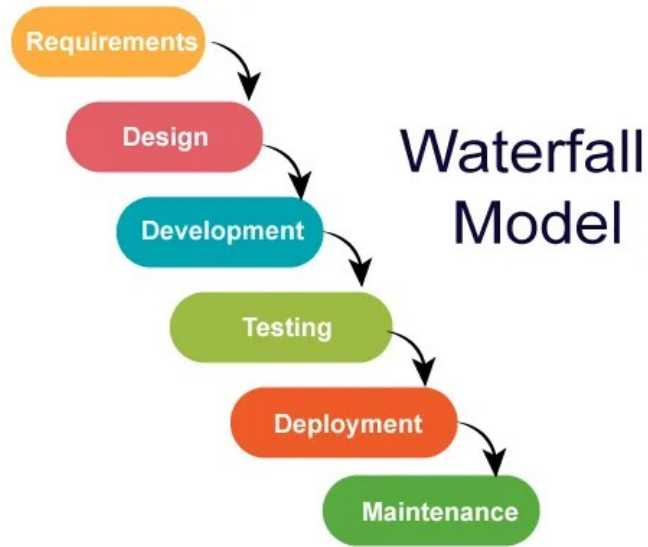 Requirements
Design
Waterfall
Model
Development
Testing
Deployment
Maintenance